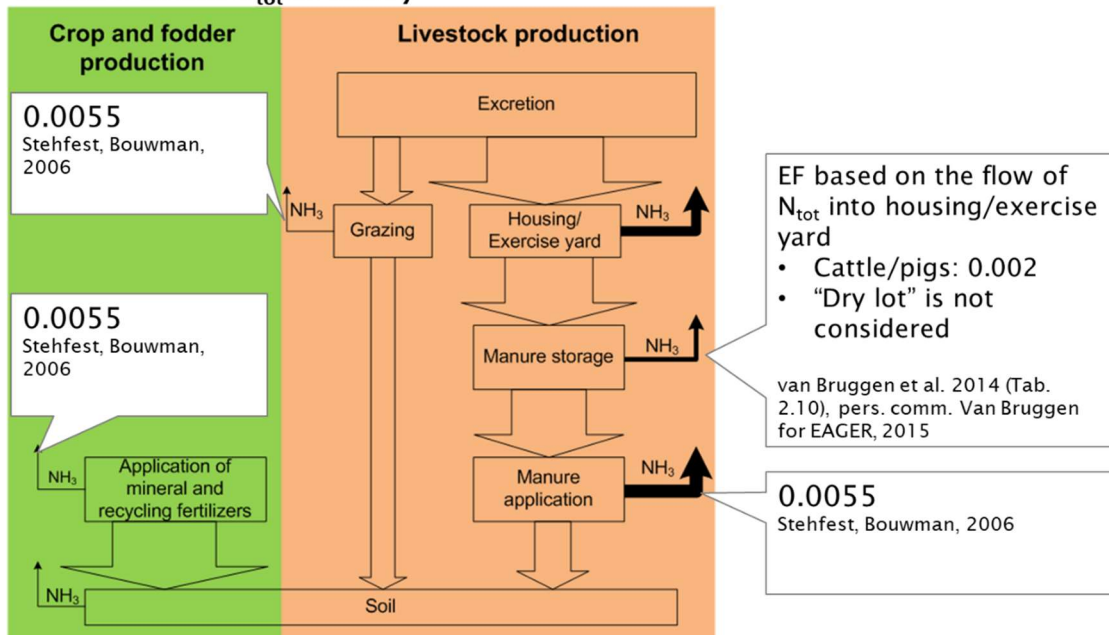 tot
Crop and fodder
production
Livestock production
0.0055
Stehfest, Bouwman,
2006
Excretion
NH3
Grazing
Housing/
Exercise yard
NH3
EF based on the flow of
Ntot into housing/exercise
yard
• Cattle/pigs: 0.002
• “Dry lot” is not
considered
van Bruggen et al. 2014 (Tab.
2.10), pers. comm. Van Bruggen
for EAGER, 2015
0.0055
Stehfest, Bouwman,
2006
Manure storage
NH3
NH3
Application of
mineral and
recycling fertilizers
Manure
application
NH3
0.0055
Stehfest, Bouwman, 2006
NH3
Soil